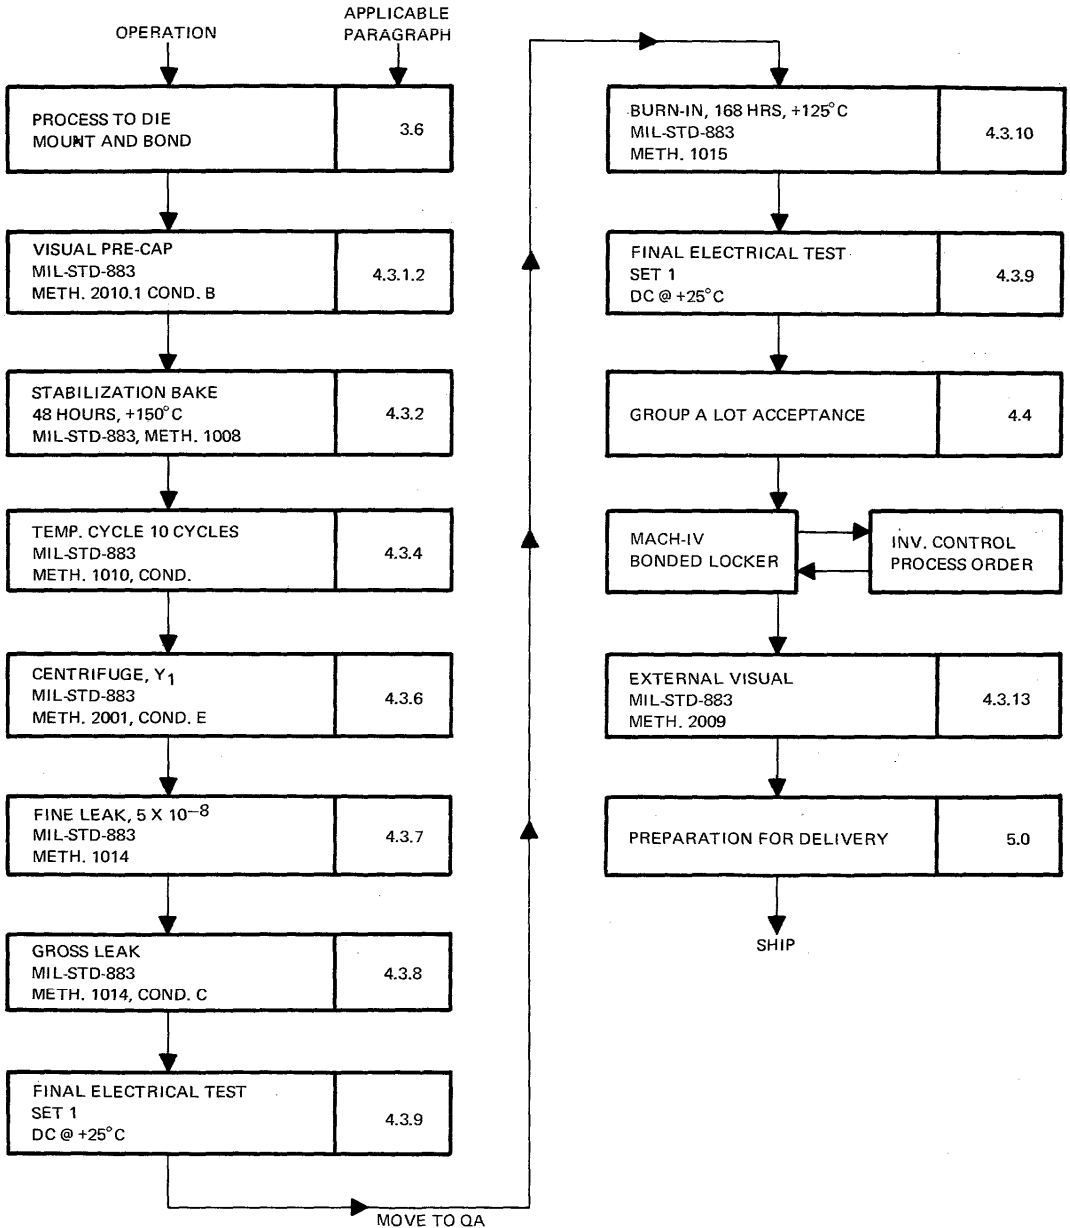 OPERATION
APPLICABLE
PARAGRAPH
PROCESS TO DIE
MOUNT AND BOND
3.6
VISUAL PRE-CAP
MIL-STD-883
METH. 2010.1 COND. B
4.3.1.2
STABILIZATION BAKE
48 HOURS, +150°C
MIL-STD-883, METH. 1008
4.3.2
TEMP. CYCLE 10 CYCLES
MIL-STD-883
METH. 1010, COND.
4.3.4
CENTRIFUGE, Y1
MIL-STD-883
METH. 2001, COND. E
4.3.6
FINE LEAK, 5 X 10−8
MIL-STD-883
METH. 1014
4.3.7
GROSS LEAK
MIL-STD-883
METH. 1014, COND. C
4.3.8
FINAL ELECTRICAL TEST
SET 1
DC @ +25°C
4.3.9
MOVE TO QA
BURN-IN, 168 HRS, +125°C
MIL-STD-883
METH. 1015
4.3.10
FINAL ELECTRICAL TEST
SET 1
DC @ +25°C
4.3.9
GROUP A LOT ACCEPTANCE
4.4
MACH-IV
BONDED LOCKER
INV. CONTROL
PROCESS ORDER
EXTERNAL VISUAL
MIL-STD-883
METH. 2009
4.3.13
PREPARATION FOR DELIVERY
5.0
SHIP